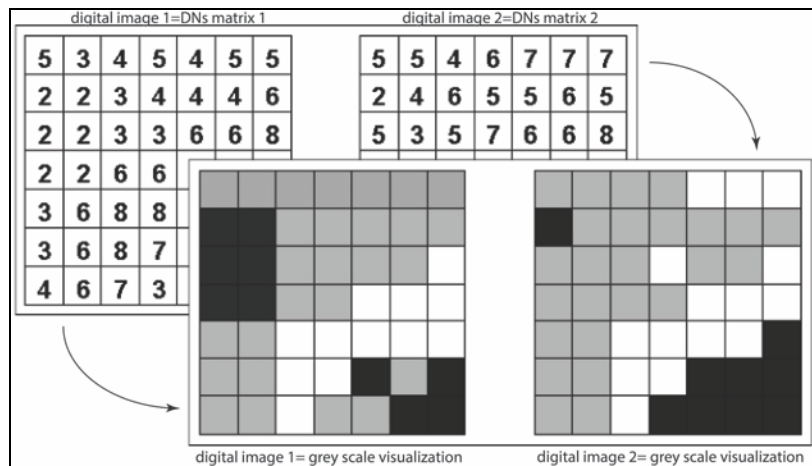 digital image 1=DNs matrix 1
digital image 2=DNs matrix 2
5 3 4 5 4 5 5
5 5 4 6 7 7 7
2 2 3 4 4 4 6
2 4 6 5 5 6 5
2 2 3 3 6 6 8
5 3 5 7 6 6 8
2 2 6 6
3 6 8 8
3 6 8 7
4 6 7 3
digital image 1= grey scale visualization
digital image 2= grey scale visualization